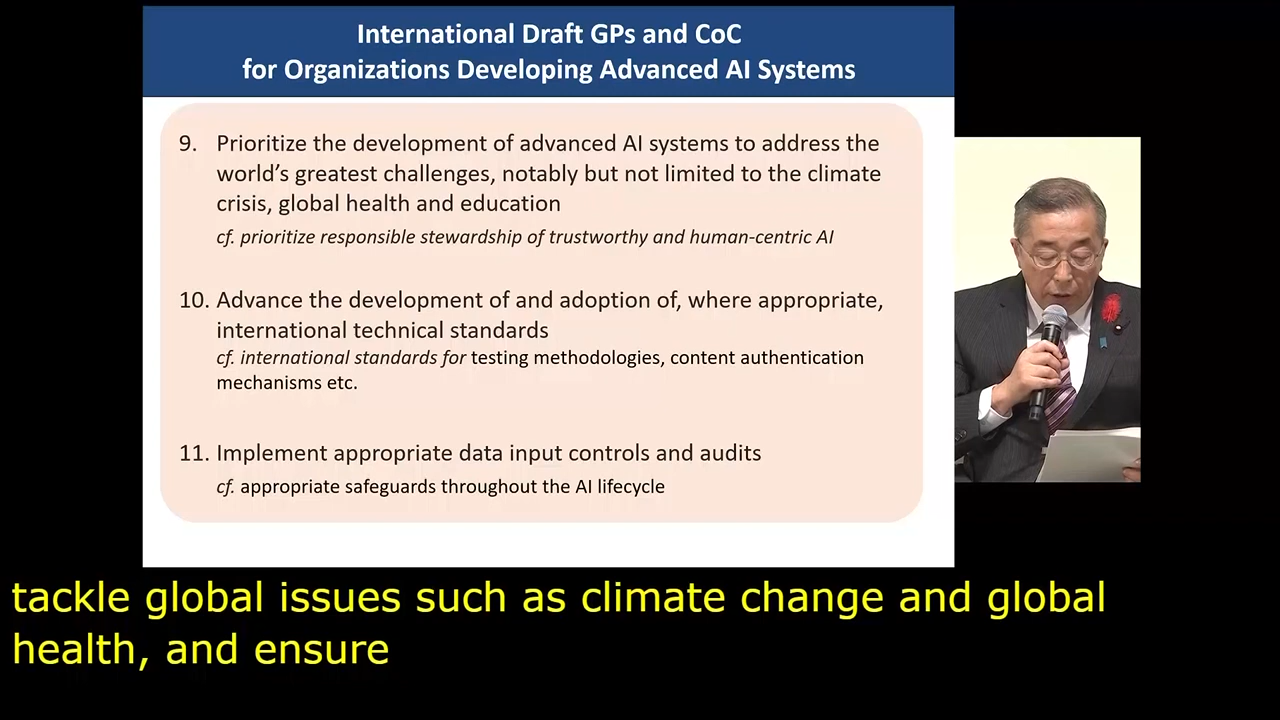 International Draft GPs and CoC
for Organizations Developing Advanced AI Systems
9. Prioritize the development of advanced AI systems to address the
world’s greatest challenges, notably but not limited to the climate
crisis, global health and education
cf. prioritize responsible stewardship of trustworthy and human-centric AI
10. Advance the development of and adoption of, where appropriate,
international technical standards
cf. international standards for testing methodologies, content authentication
mechanisms etc.
11. Implement appropriate data input controls and audits
cf. appropriate safeguards throughout the AI lifecycle
tackle global issues such as climate change and global
health, and ensure